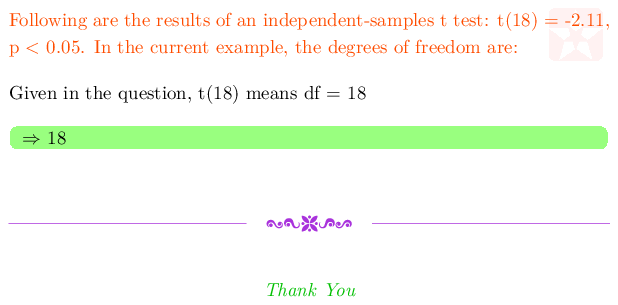 Following are the results of an independent-samples t test: t(18) = -2.11,
p < 0.05. In the current example, the degrees of freedom are:
Given in the question, t(18) means df = 18
⇒ 18
Thank You